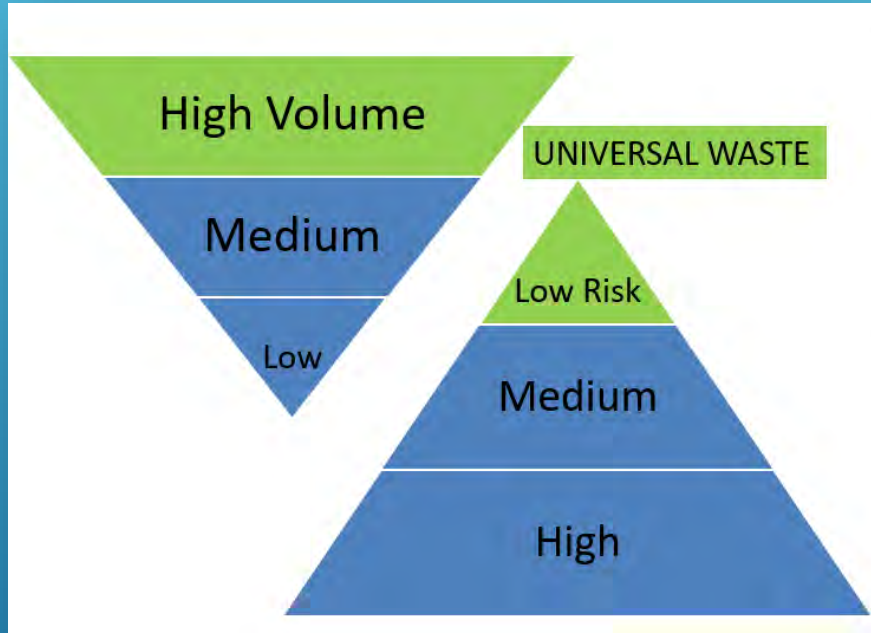 High Volume
Medium
Low
UNIVERSAL WASTE
Low Risk
Medium
High